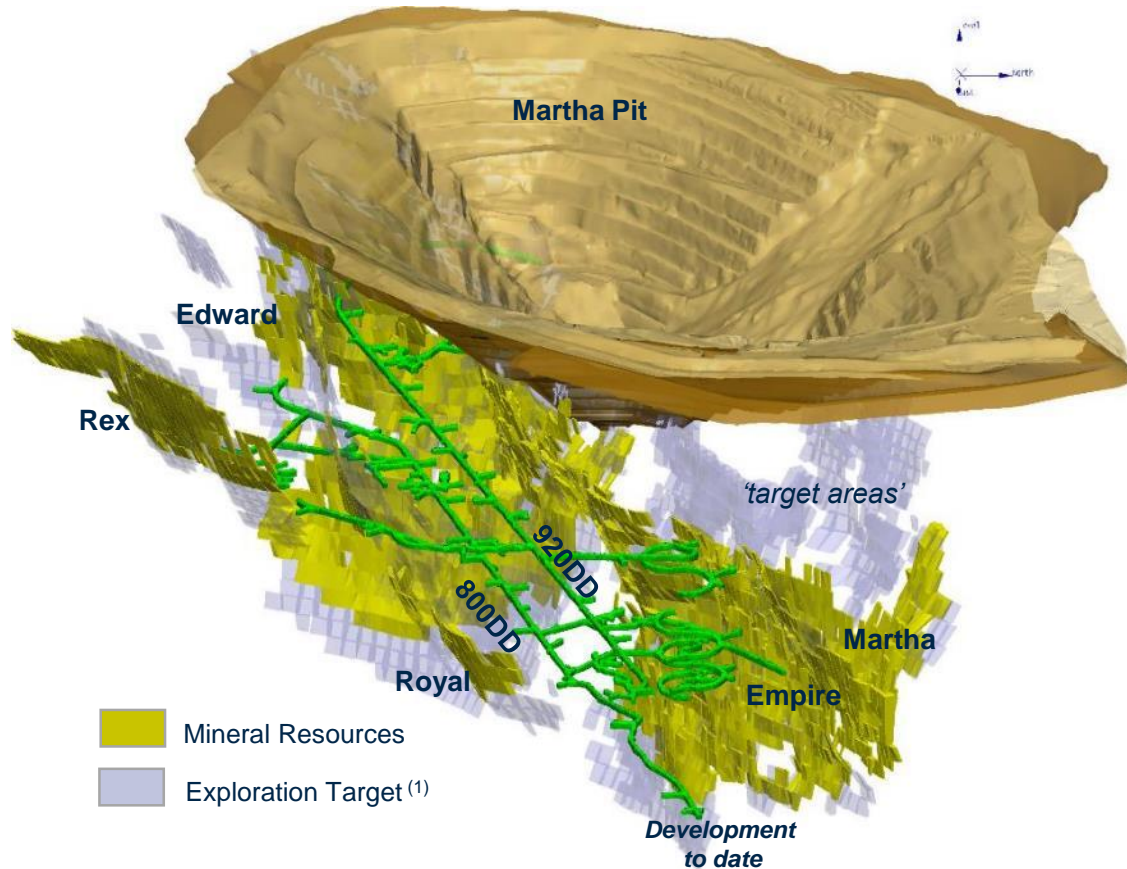 north
Martha Pit
Edward
Rex
‘target areas’
920DD
800DD
Martha
Royal
Empire
Mineral Resources
Exploration Target (1)
Development
to date